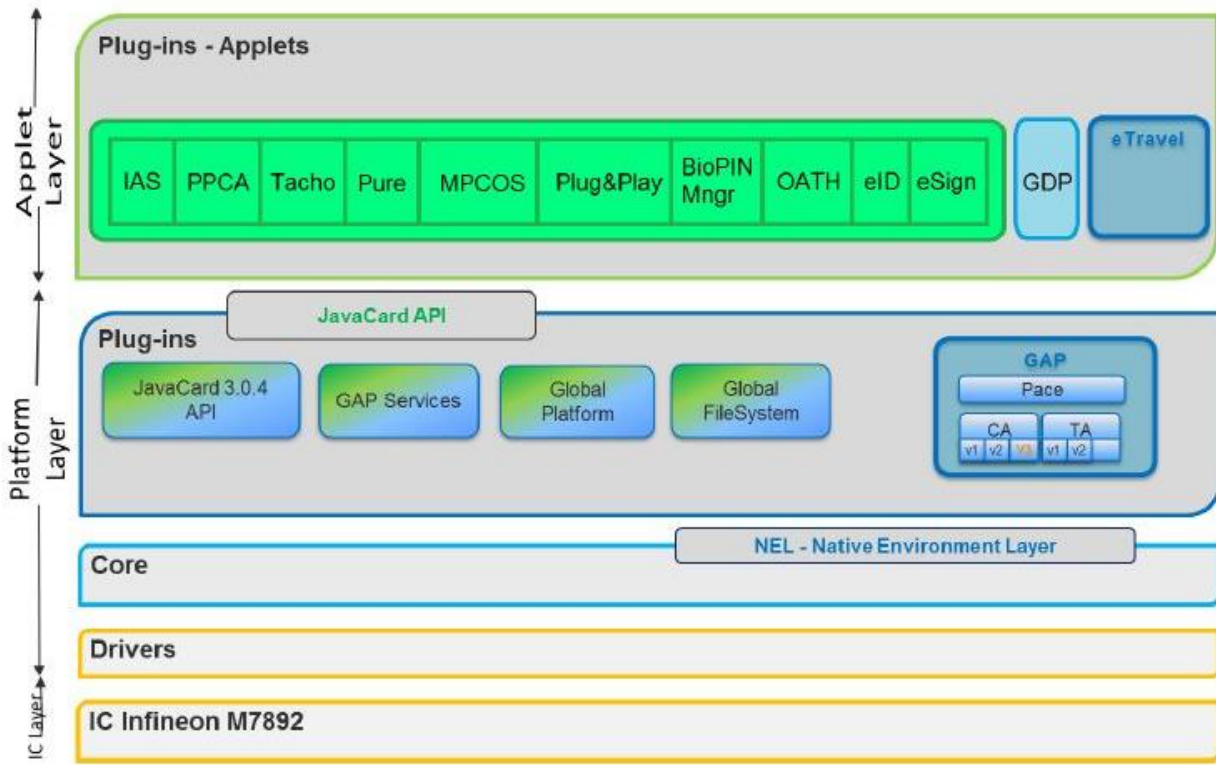 Applet
Layer
Plug-ins - Applets
IAS
PPCA
Tacho
Pure
MPCOS
Plug&Play
BioPIN
Mngr
OATH
eID
eSign
GDP
eTravel
Platform
Layer
JavaCard API
Plug-ins
JavaCard 3.0.4
API
GAP Services
Global
Platform
Global
FileSystem
GAP
Pace
CA
TA
v1 v2 V3 v1 v2
NEL - Native Environment Layer
Core
Drivers
IC Layer
IC Infineon M7892